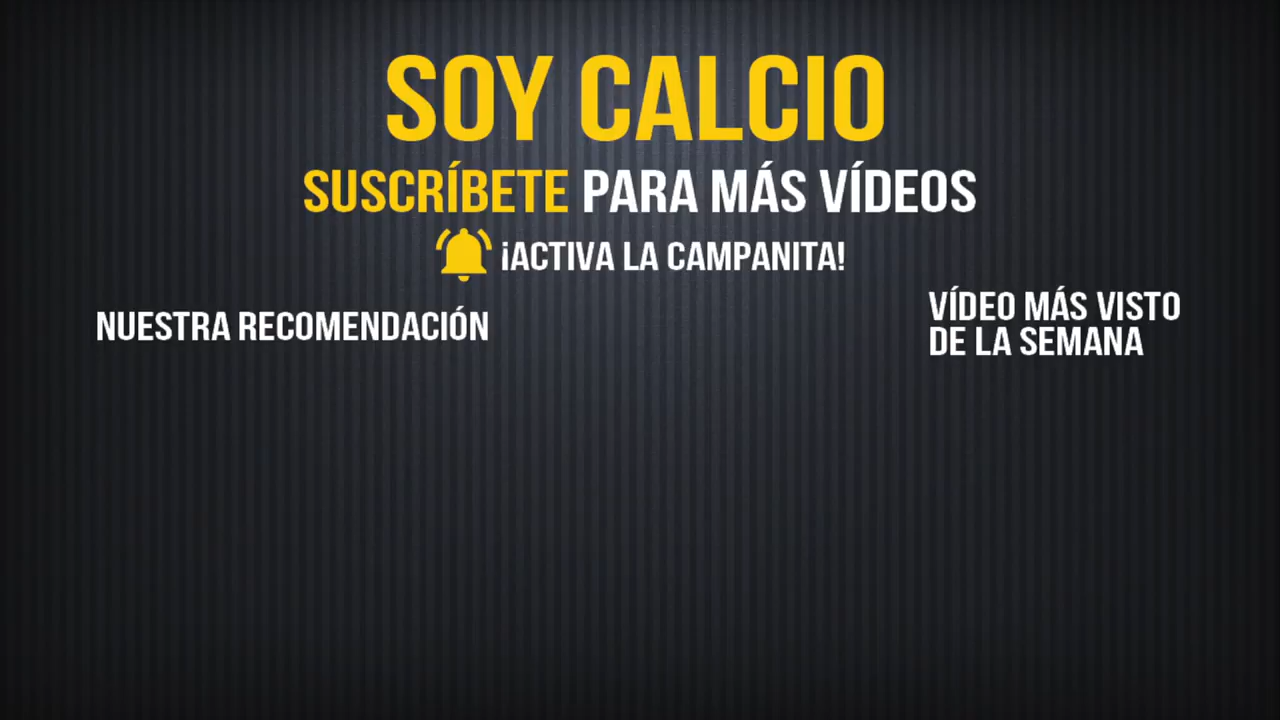 SOY CALCIO
SUSCRÍBETE PARA MÁS VÍDEOS
¡ACTIVA LA CAMPANITA!
NUESTRA RECOMENDACIÓN
VÍDEO MÁS VISTO
DE LA SEMANA